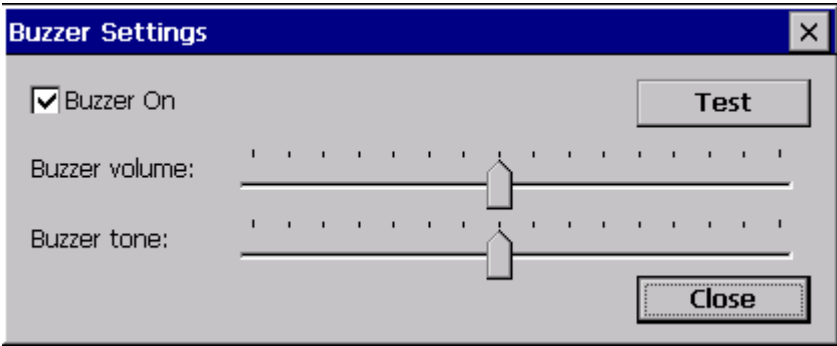 Buzzer Settings
Buzzer On
Test
Buzzer volume:
Buzzer tone:
Close